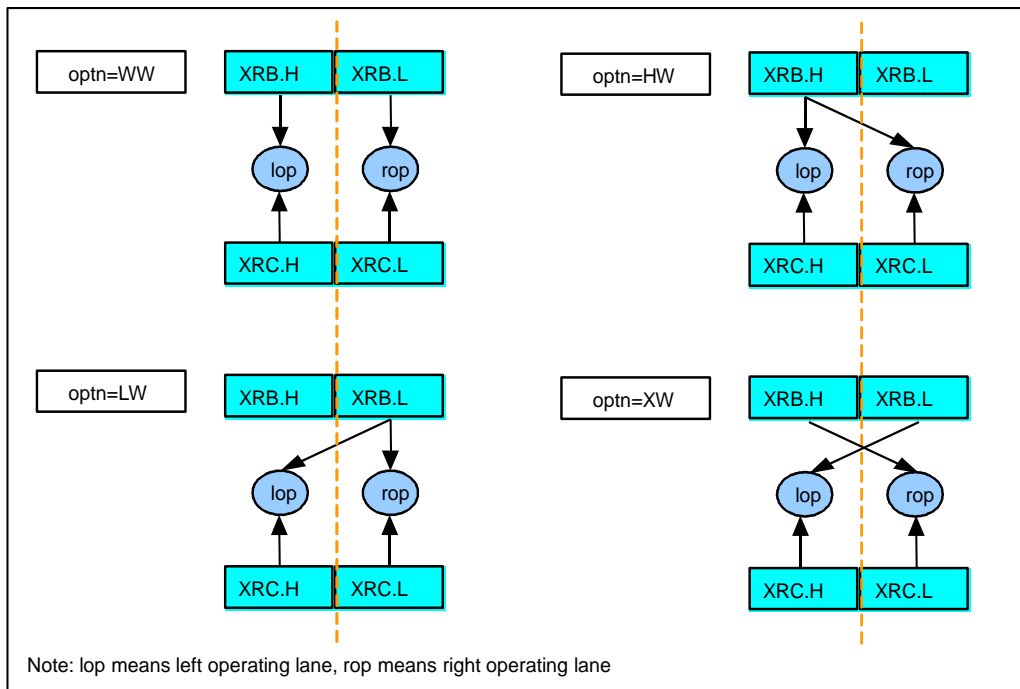 optn=WW
XRB.H
XRB.L
lop
rop
XRC.H
XRC.L
optn=HW
XRB.H
XRB.L
lop
rop
XRC.H
XRC.L
optn=LW
XRB.H
XRB.L
lop
rop
XRC.H
XRC.L
optn=XW
XRB.H
XRB.L
lop
rop
XRC.H
XRC.L
Note: lop means left operating lane, rop means right operating lane